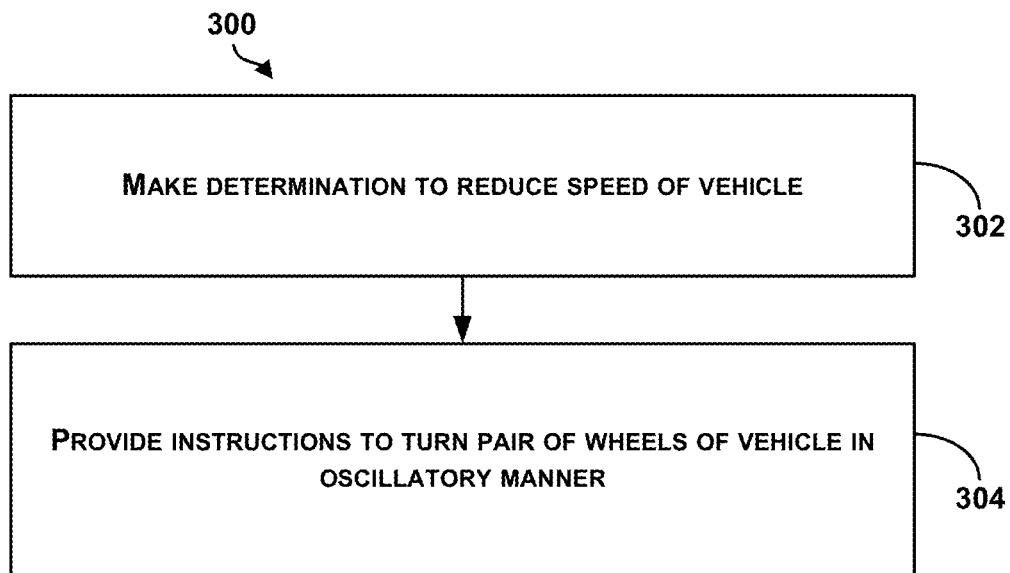 300
MAKE DETERMINATION TO REDUCE SPEED OF VEHICLE
302
PROVIDE INSTRUCTIONS TO TURN PAIR OF WHEELS OF VEHICLE IN
OSCILLATORY MANNER
304